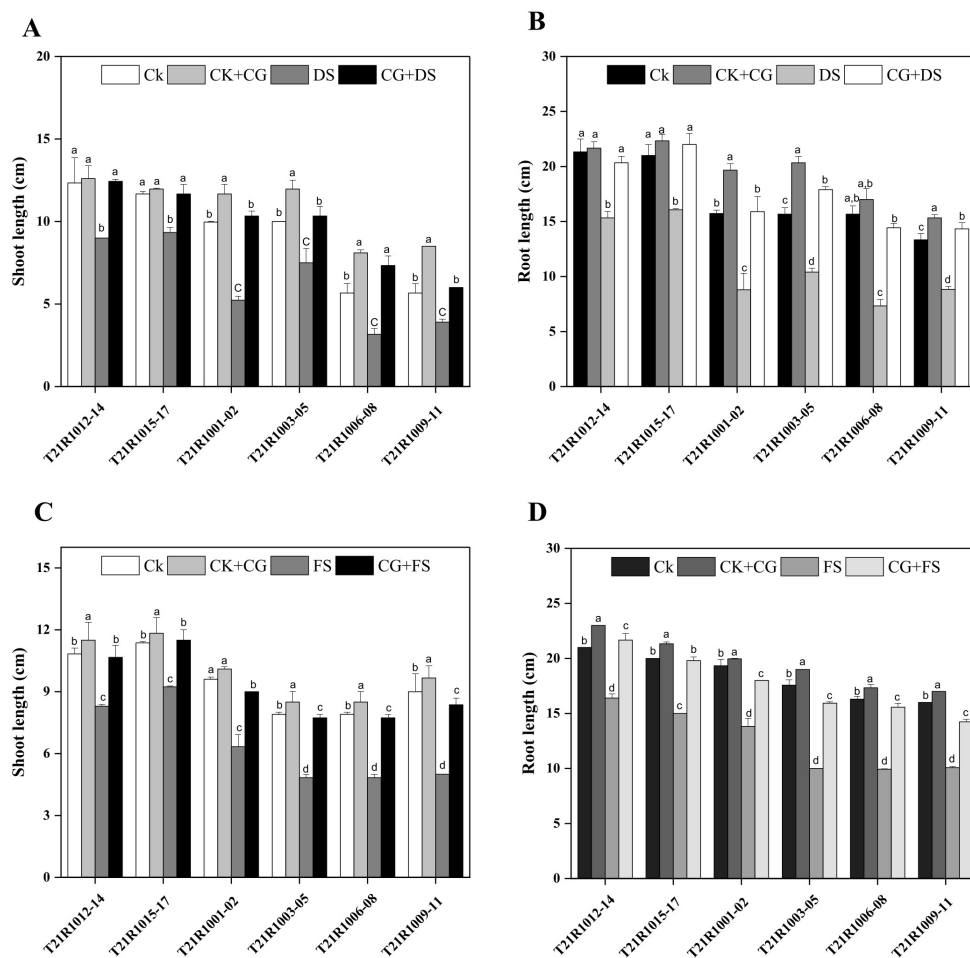 A
Shoot length (cm)
20
15
10
5
0
Ck CK+CG DS CG+DS
a a b a
a a b a
b a C b
b a C b
b a C a
b a C b
T21R1012-14
T21R1015-17
T21R1001-02
T21R1003-05
T21R1006-08
T21R1009-11
B
Root length (cm)
30
25
20
15
10
5
0
Ck CK+CG DS CG+DS
a a b a
a a b a
b a c b
c a d b
a,b a,b c b
c a d b
T21R1012-14
T21R1015-17
T21R1001-02
T21R1003-05
T21R1006-08
T21R1009-11
C
Shoot length (cm)
15
12
9
6
3
0
Ck CK+CG FS CG+FS
b a c b
b a c b
a a c b
b a d c
b a d c
b a d c
T21R1012-14
T21R1015-17
T21R1001-02
T21R1003-05
T21R1006-08
T21R1009-11
D
Root length (cm)
30
25
20
15
10
5
0
Ck CK+CG FS CG+FS
b a d c
b a c b
b a d c
b a d c
b a d c
b a d c
T21R1012-14
T21R1015-17
T21R1001-02
T21R1003-05
T21R1006-08
T21R1009-11